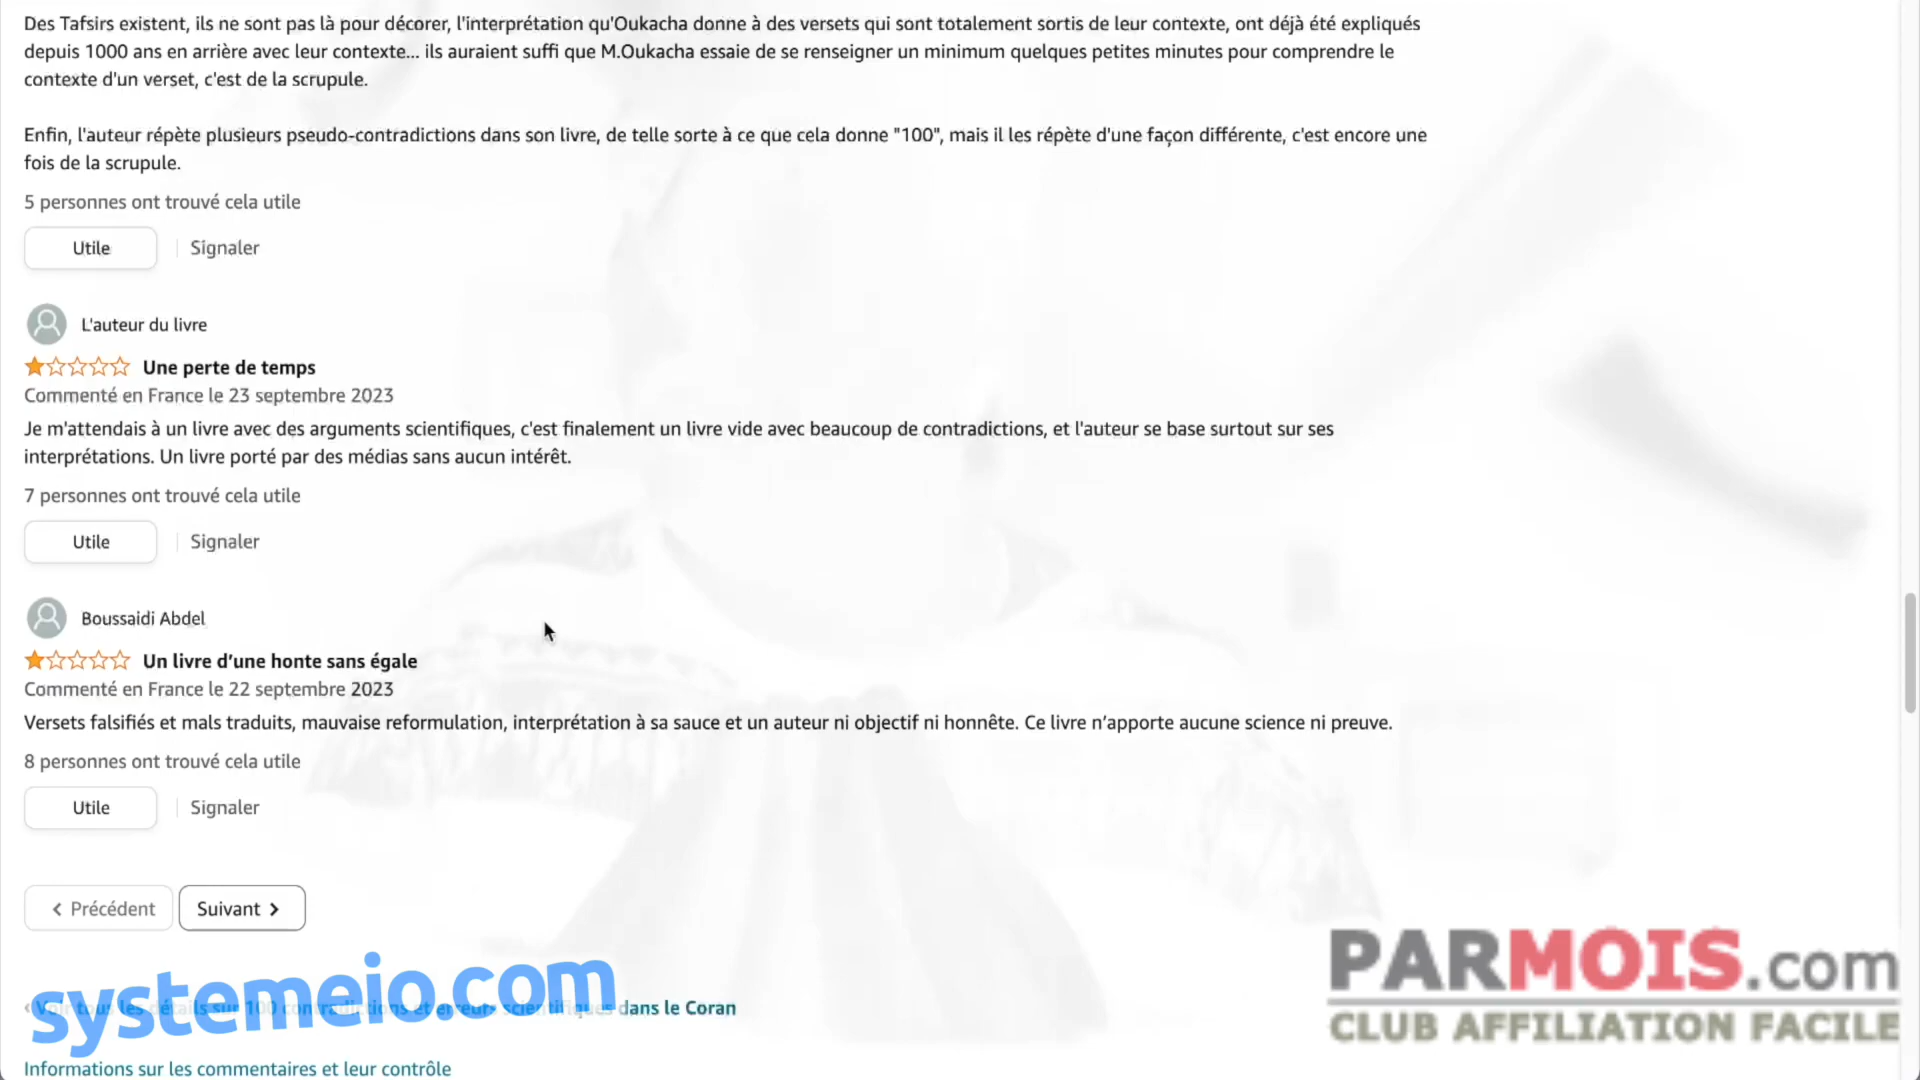 Des Tafsirs existent, ils ne sont pas là pour décorer, l'interprétation qu'Oukacha donne à des versets qui sont totalement sortis de leur contexte, ont déjà été expliqués
depuis 1000 ans en arrière avec leur contexte... ils auraient suffi que M.Oukacha essaie de se renseigner un minimum quelques petites minutes pour comprendre le
contexte d'un verset, c'est de la scrupule.
Enfin, l'auteur répète plusieurs pseudo-contradictions dans son livre, de telle sorte à ce que cela donne "100", mais il les répète d'une façon différente, c'est encore une
fois de la scrupule.
5 personnes ont trouvé cela utile
Utile
Signaler
L'auteur du livre
Une perte de temps
Commenté en France le 23 septembre 2023
Je m'attendais à un livre avec des arguments scientifiques, c'est finalement un livre vide avec beaucoup de contradictions, et l'auteur se base surtout sur ses
interprétations. Un livre porté par des médias sans aucun intérêt.
7 personnes ont trouvé cela utile
Utile
Signaler
Boussaidi Abdel
Un livre d’une honte sans égale
Commenté en France le 22 septembre 2023
Versets falsifiés et mals traduits, mauvaise reformulation, interprétation à sa sauce et un auteur ni objectif ni honnête. Ce livre n’apporte aucune science ni preuve.
8 personnes ont trouvé cela utile
Utile
Signaler
‹ Précédent
Suivant ›
‹ Voir tous les détails sur 100 contradictions et erreurs scientifiques dans le Coran
systemeio.com
PARMOIS.com
CLUB AFFILIATION FACILE
Informations sur les commentaires et leur contrôle